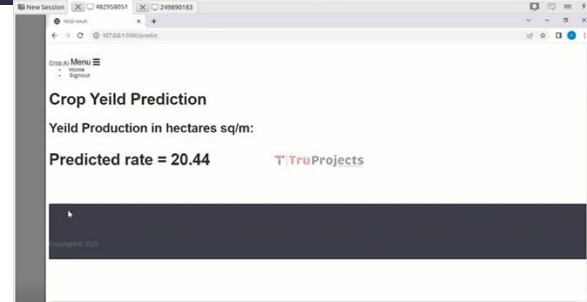 New Session 482958051 249890183
Yeild result
127.0.0.1:5000/predict
Crop AI Menu
Home
Signout
Crop Yeild Prediction
Yeild Production in hectares sq/m:
Predicted rate = 20.44
TruProjects
Copyright © 2021